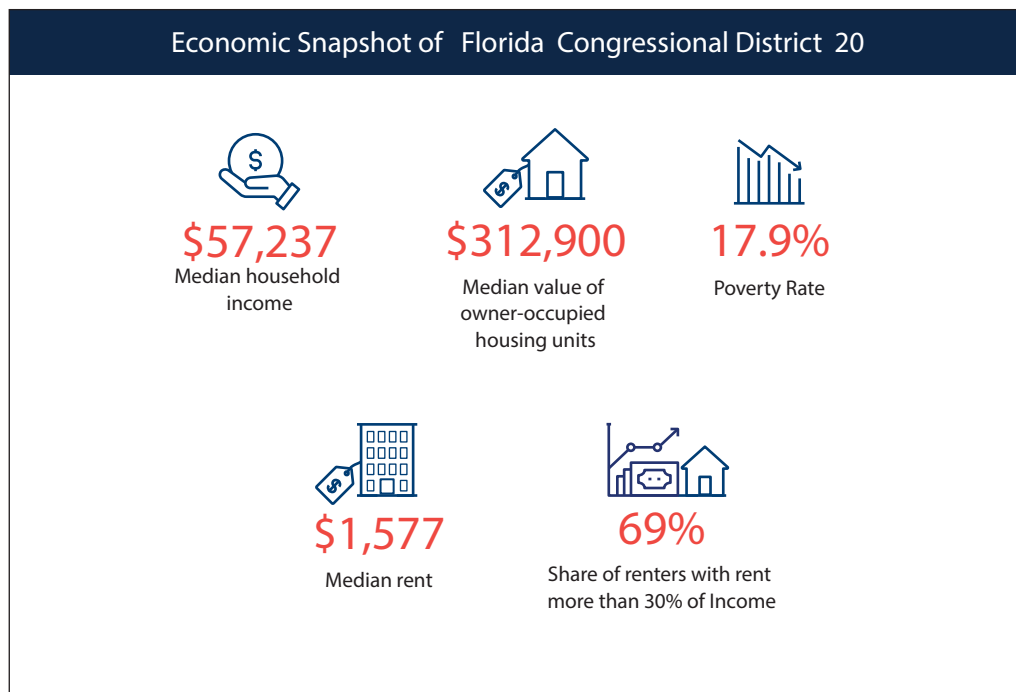 Economic Snapshot of Florida Congressional District 20
$
$57,237
Median household
income
$
$312,900
Median value of
owner-occupied
housing units
17.9%
Poverty Rate
$
$1,577
Median rent
69%
Share of renters with rent
more than 30% of Income